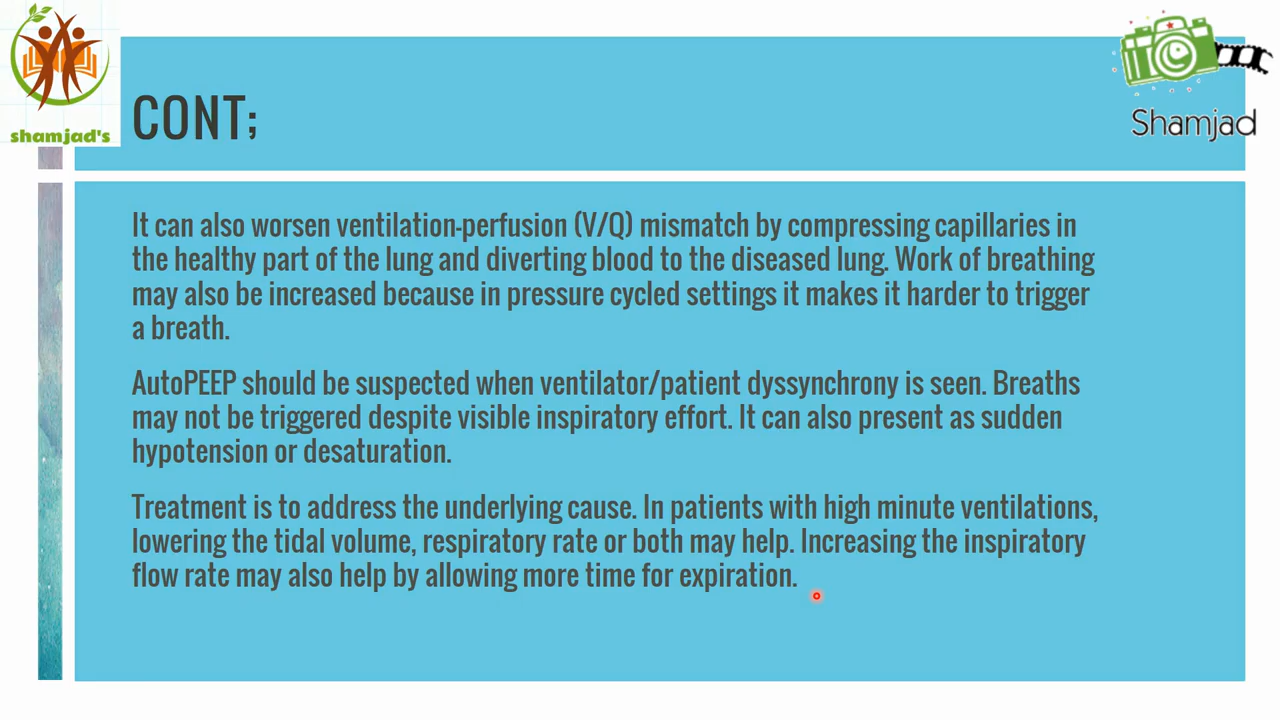 shamjad's
CONT;
Shamjad
It can also worsen ventilation-perfusion (V/Q) mismatch by compressing capillaries in
the healthy part of the lung and diverting blood to the diseased lung. Work of breathing
may also be increased because in pressure cycled settings it makes it harder to trigger
a breath.
AutoPEEP should be suspected when ventilator/patient dyssynchrony is seen. Breaths
may not be triggered despite visible inspiratory effort. It can also present as sudden
hypotension or desaturation.
Treatment is to address the underlying cause. In patients with high minute ventilations,
lowering the tidal volume, respiratory rate or both may help. Increasing the inspiratory
flow rate may also help by allowing more time for expiration.